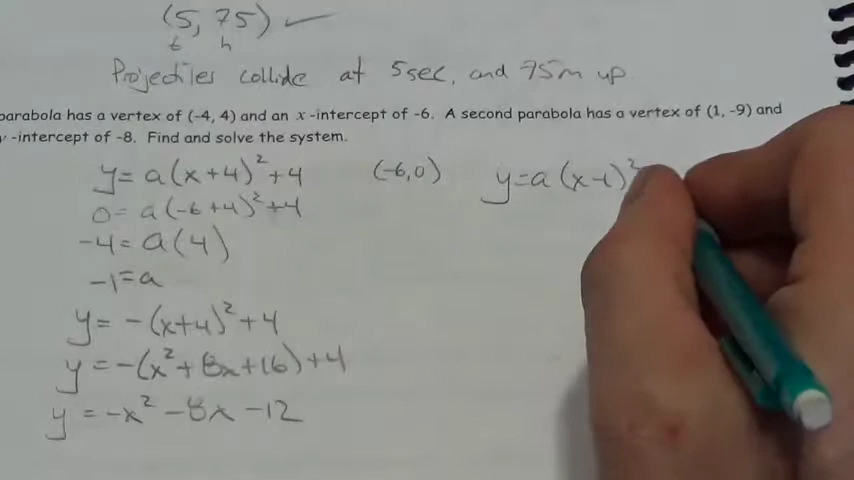 (5, 75) ✓
t h
Projectiles collide at 5sec, and 75m up.
parabola has a vertex of (-4, 4) and an x-intercept of -6. A second parabola has a vertex of (1, -9) and
y-intercept of -8. Find and solve the system.
y = a(x+4)² + 4 (-6,0) y = a(x-1)²
0 = a(-6+4)² + 4
-4 = a(4)
-1 = a
y = -(x+4)² + 4
y = -(x² + 8x + 16) + 4
y = -x² - 8x - 12